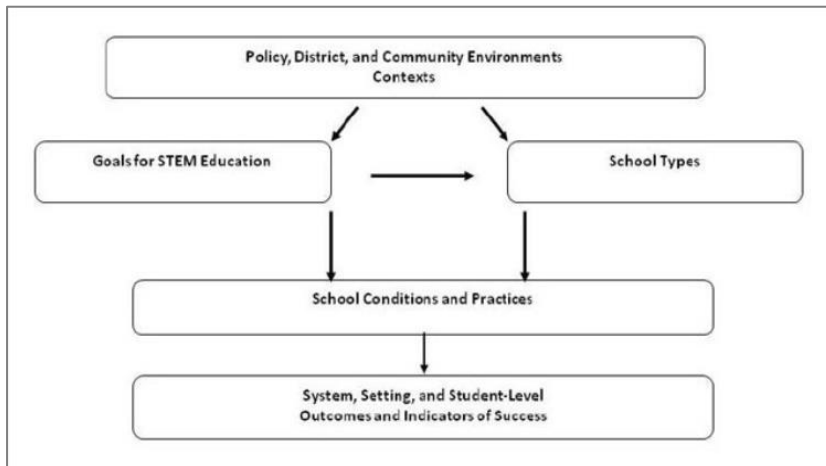 Policy, District, and Community Environments
Contexts
Goals for STEM Education
School Types
School Conditions and Practices
System, Setting, and Student-Level
Outcomes and Indicators of Success